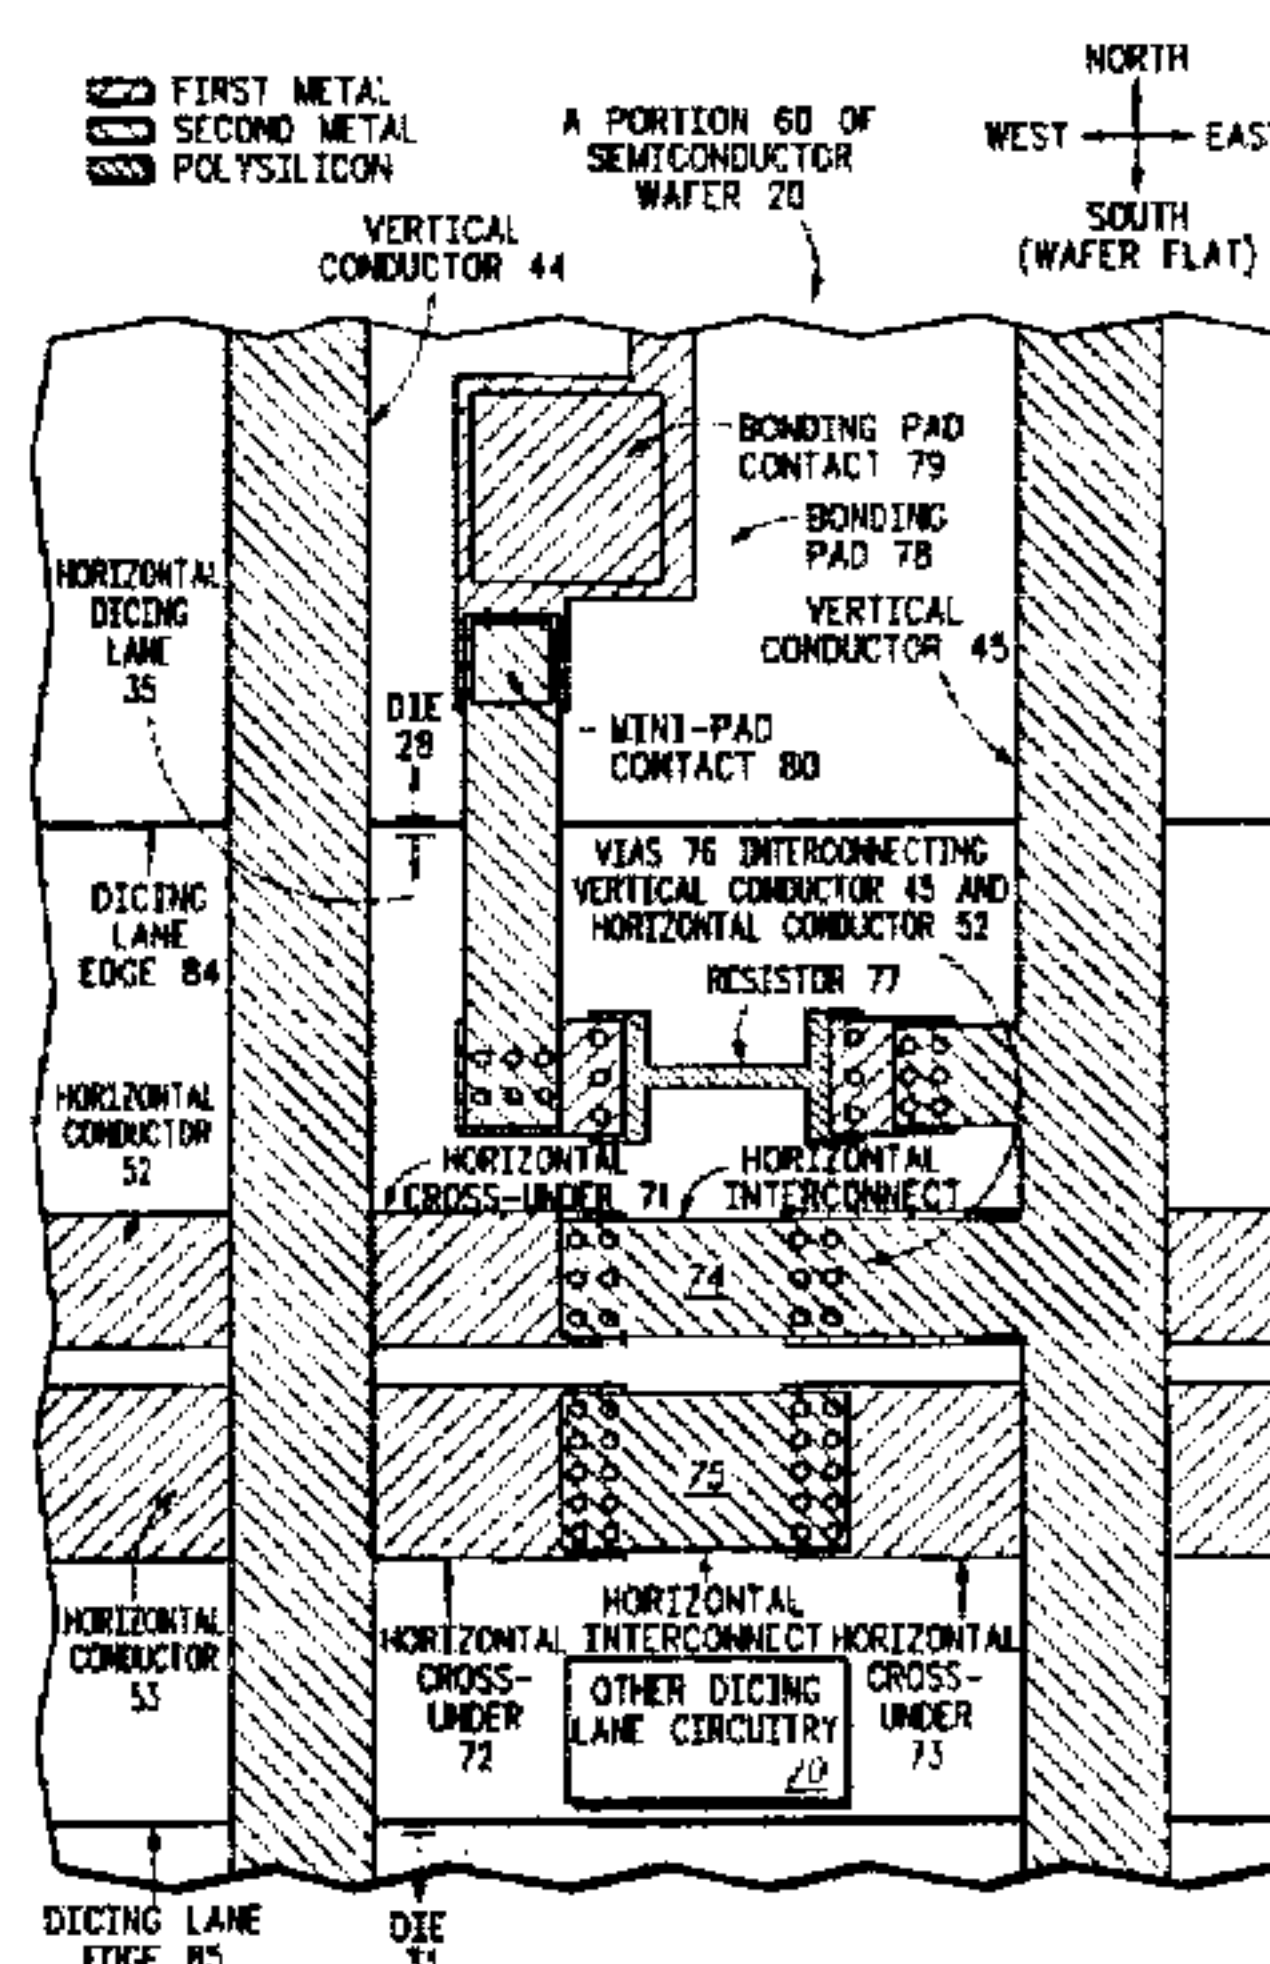 FIRST METAL
SECOND METAL
POLYSILICON
A PORTION 60 OF
SEMICONDUCTOR
WAFER 20
NORTH
WEST
EAST
SOUTH
(WAFER FLAT)
VERTICAL
CONDUCTOR 44
BONDING PAD
CONTACT 79
BONDING
PAD 78
HORIZONTAL
DICING
LANE
35
VERTICAL
CONDUCTOR 45
DIE
28
MINI-PAD
CONTACT 80
VIAS 76 INTERCONNECTING
VERTICAL CONDUCTOR 45 AND
HORIZONTAL CONDUCTOR 52
DICING
LANE
EDGE 84
RESISTOR 77
HORIZONTAL
CONDUCTOR
52
HORIZONTAL
CROSS-UNDER 71
HORIZONTAL
INTERCONNECT
74
75
HORIZONTAL
CONDUCTOR
53
HORIZONTAL
CROSS-
UNDER
72
HORIZONTAL
INTERCONNECT
HORIZONTAL
CROSS-
UNDER
73
OTHER DICING
LANE CIRCUITRY
70
DICING LANE
EDGE 85
DIE